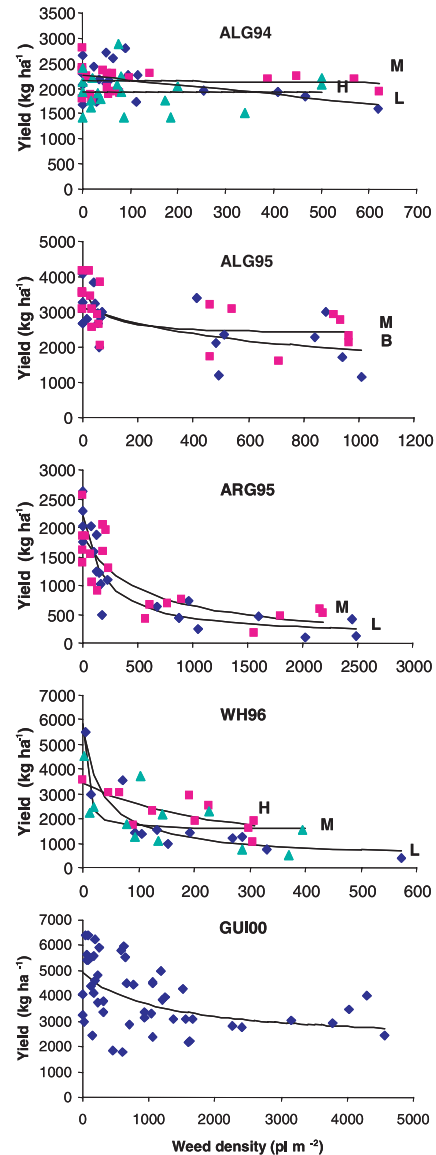 ALG94
Yield (kg ha⁻¹)
3500
3000
2500
2000
1500
1000
500
0
M
H
L
0 100 200 300 400 500 600 700
ALG95
Yield (kg ha⁻¹)
5000
4000
3000
2000
1000
0
M
B
0 200 400 600 800 1000 1200
ARG95
Yield (kg ha⁻¹)
3000
2500
2000
1500
1000
500
0
M
L
0 500 1000 1500 2000 2500 3000
WH96
Yield (kg ha⁻¹)
7000
6000
5000
4000
3000
2000
1000
0
H
M
L
0 100 200 300 400 500 600
GUI00
Yield (kg ha⁻¹)
7000
6000
5000
4000
3000
2000
1000
0
0 1000 2000 3000 4000 5000
Weed density (pl m⁻²)